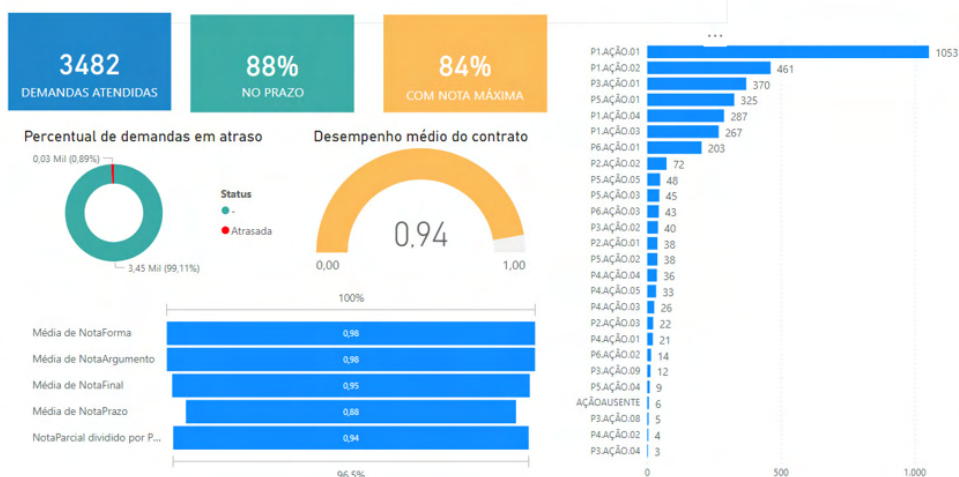 3482
DEMANDAS ATENDIDAS
88%
NO PRAZO
84%
COM NOTA MÁXIMA
Percentual de demandas em atraso
0,03 Mil (0,89%)
3,45 Mil (99,11%)
Status
-
Atrasada
Desempenho médio do contrato
0,94
0,00
1,00
100%
Média de NotaForma 0,98
Média de NotaArgumento 0,98
Média de NotaFinal 0,95
Média de NotaPrazo 0,88
NotaParcial dividido por P... 0,94
96,5%
...
P1.AÇÃO.01 1053
P1.AÇÃO.02 461
P3.AÇÃO.01 370
P5.AÇÃO.01 325
P1.AÇÃO.04 287
P1.AÇÃO.03 267
P6.AÇÃO.01 203
P2.AÇÃO.02 72
P5.AÇÃO.05 48
P5.AÇÃO.03 45
P6.AÇÃO.03 43
P3.AÇÃO.02 40
P2.AÇÃO.01 38
P5.AÇÃO.02 38
P4.AÇÃO.04 36
P4.AÇÃO.05 33
P4.AÇÃO.03 26
P2.AÇÃO.03 22
P4.AÇÃO.01 21
P6.AÇÃO.02 14
P3.AÇÃO.09 12
P5.AÇÃO.04 9
AÇÃOAUSENTE 6
P3.AÇÃO.08 5
P4.AÇÃO.02 4
P3.AÇÃO.04 3
0 500 1.000